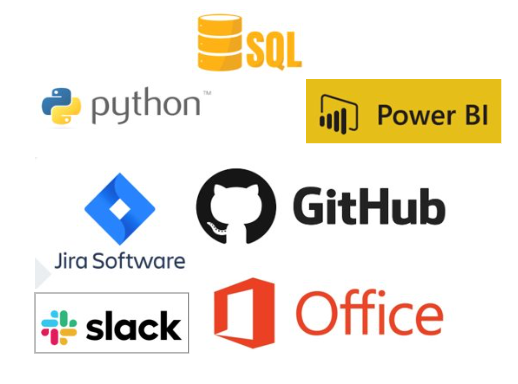 SQL
python™
Power BI
GitHub
Jira Software
slack
Office